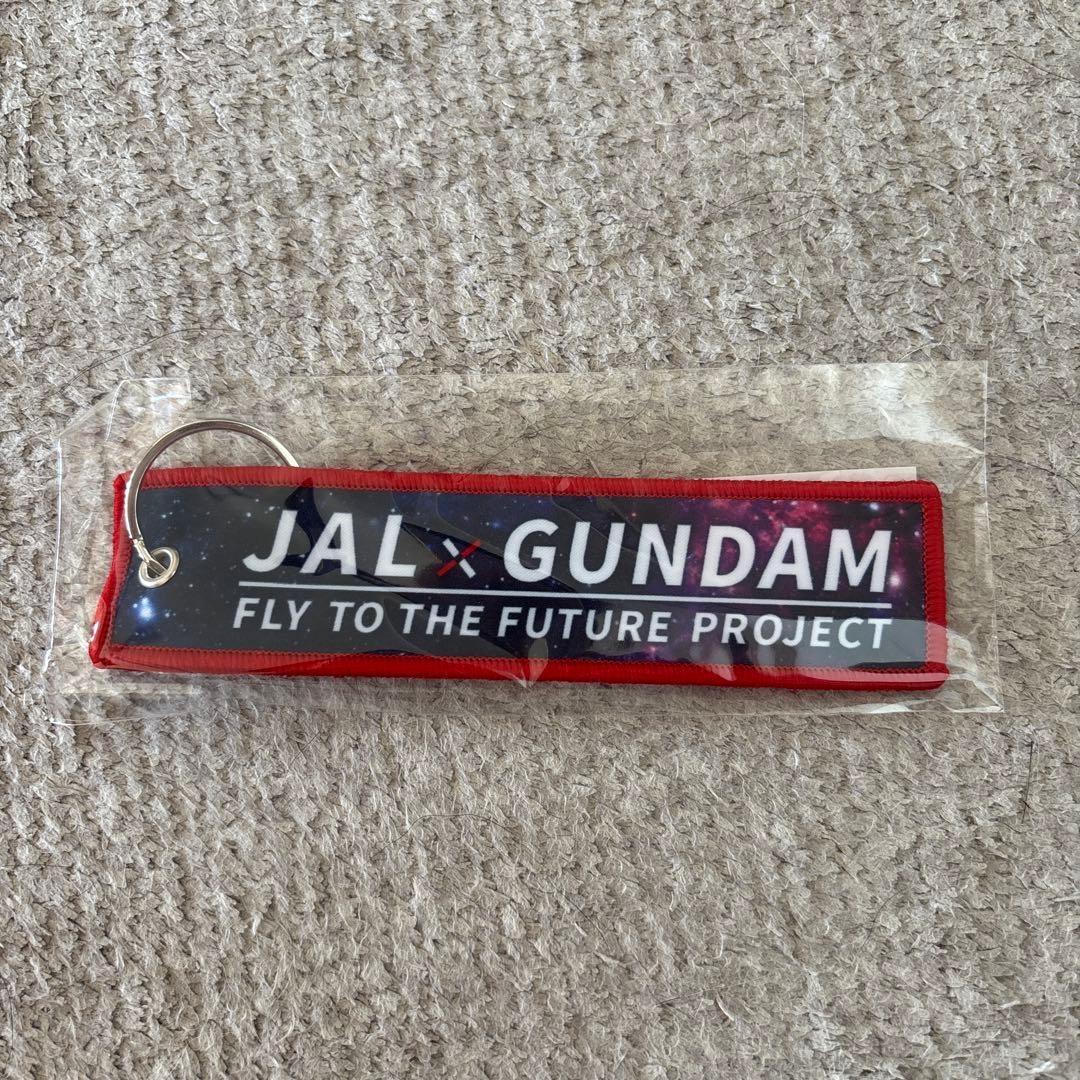 JAL × GUNDAM
FLY TO THE FUTURE PROJECT